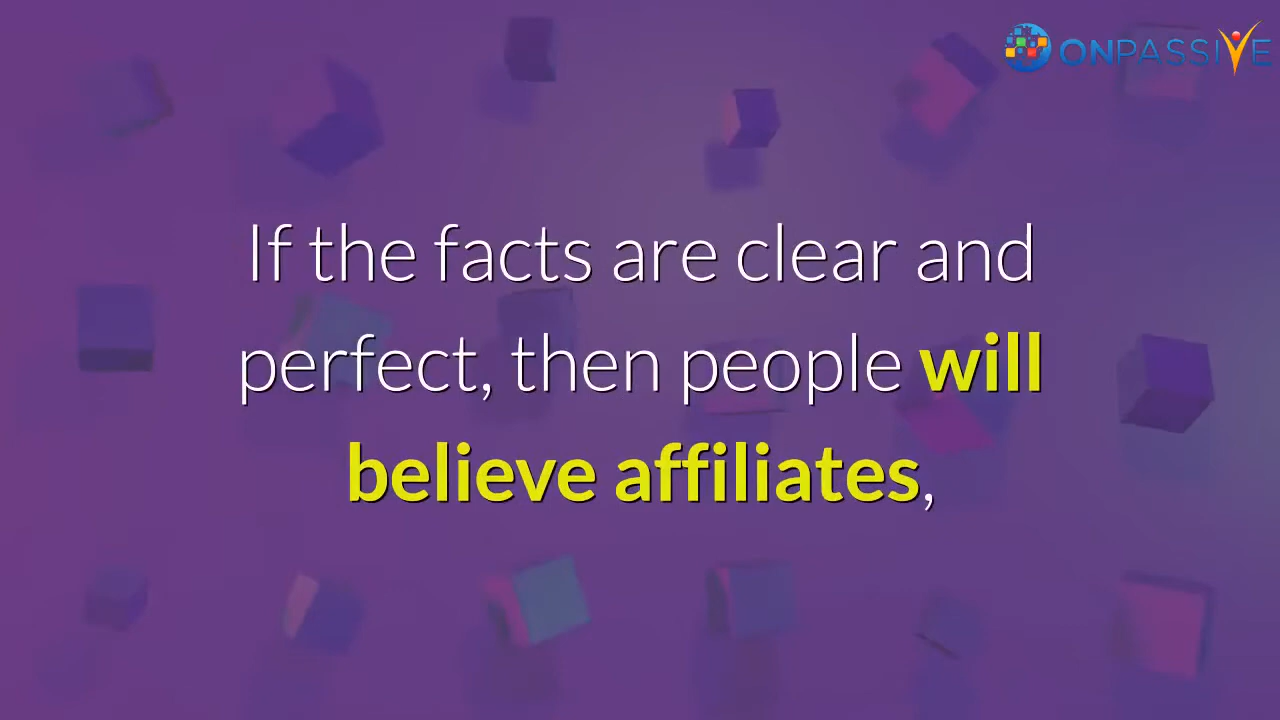 ONPASSIVE
If the facts are clear and
perfect, then people will
believe affiliates,